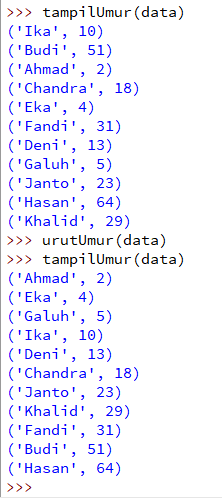 >>> tampilUmur(data)
('Ika', 10)
('Budi', 51)
('Ahmad', 2)
('Chandra', 18)
('Eka', 4)
('Fandi', 31)
('Deni', 13)
('Galuh', 5)
('Janto', 23)
('Hasan', 64)
('Khalid', 29)
>>> urutUmur(data)
>>> tampilUmur(data)
('Ahmad', 2)
('Eka', 4)
('Galuh', 5)
('Ika', 10)
('Deni', 13)
('Chandra', 18)
('Janto', 23)
('Khalid', 29)
('Fandi', 31)
('Budi', 51)
('Hasan', 64)
>>>